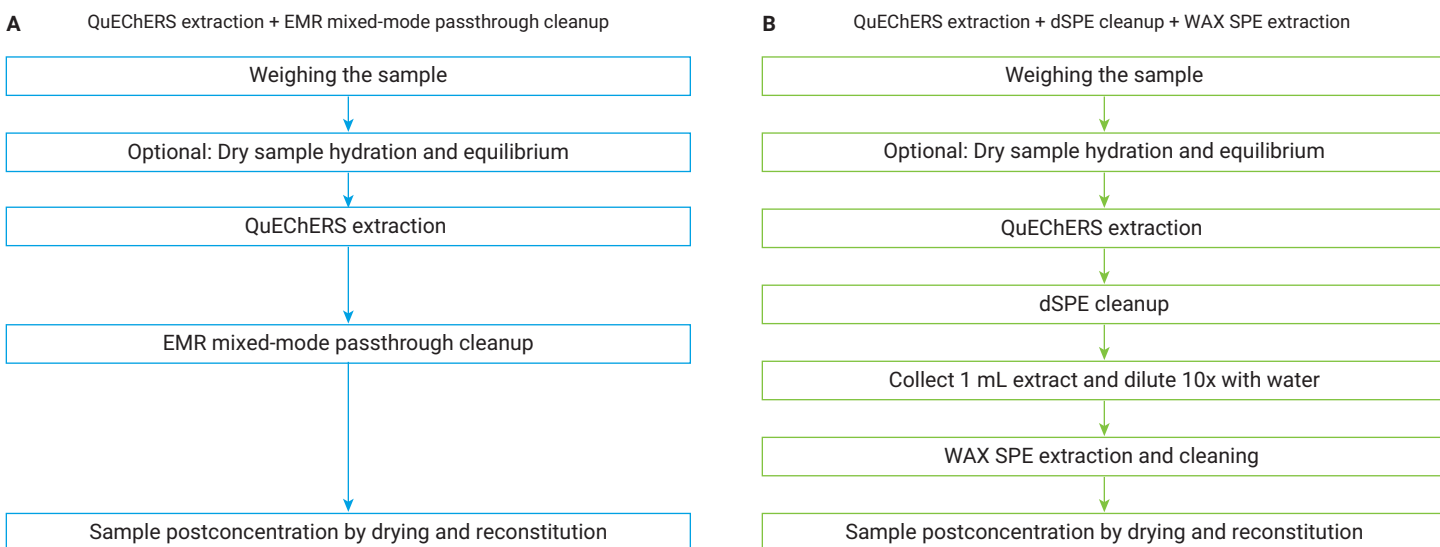 A
QuEChERS extraction + EMR mixed-mode passthrough cleanup
Weighing the sample
Optional: Dry sample hydration and equilibrium
QuEChERS extraction
EMR mixed-mode passthrough cleanup
Sample postconcentration by drying and reconstitution
B
QuEChERS extraction + dSPE cleanup + WAX SPE extraction
Weighing the sample
Optional: Dry sample hydration and equilibrium
QuEChERS extraction
dSPE cleanup
Collect 1 mL extract and dilute 10x with water
WAX SPE extraction and cleaning
Sample postconcentration by drying and reconstitution